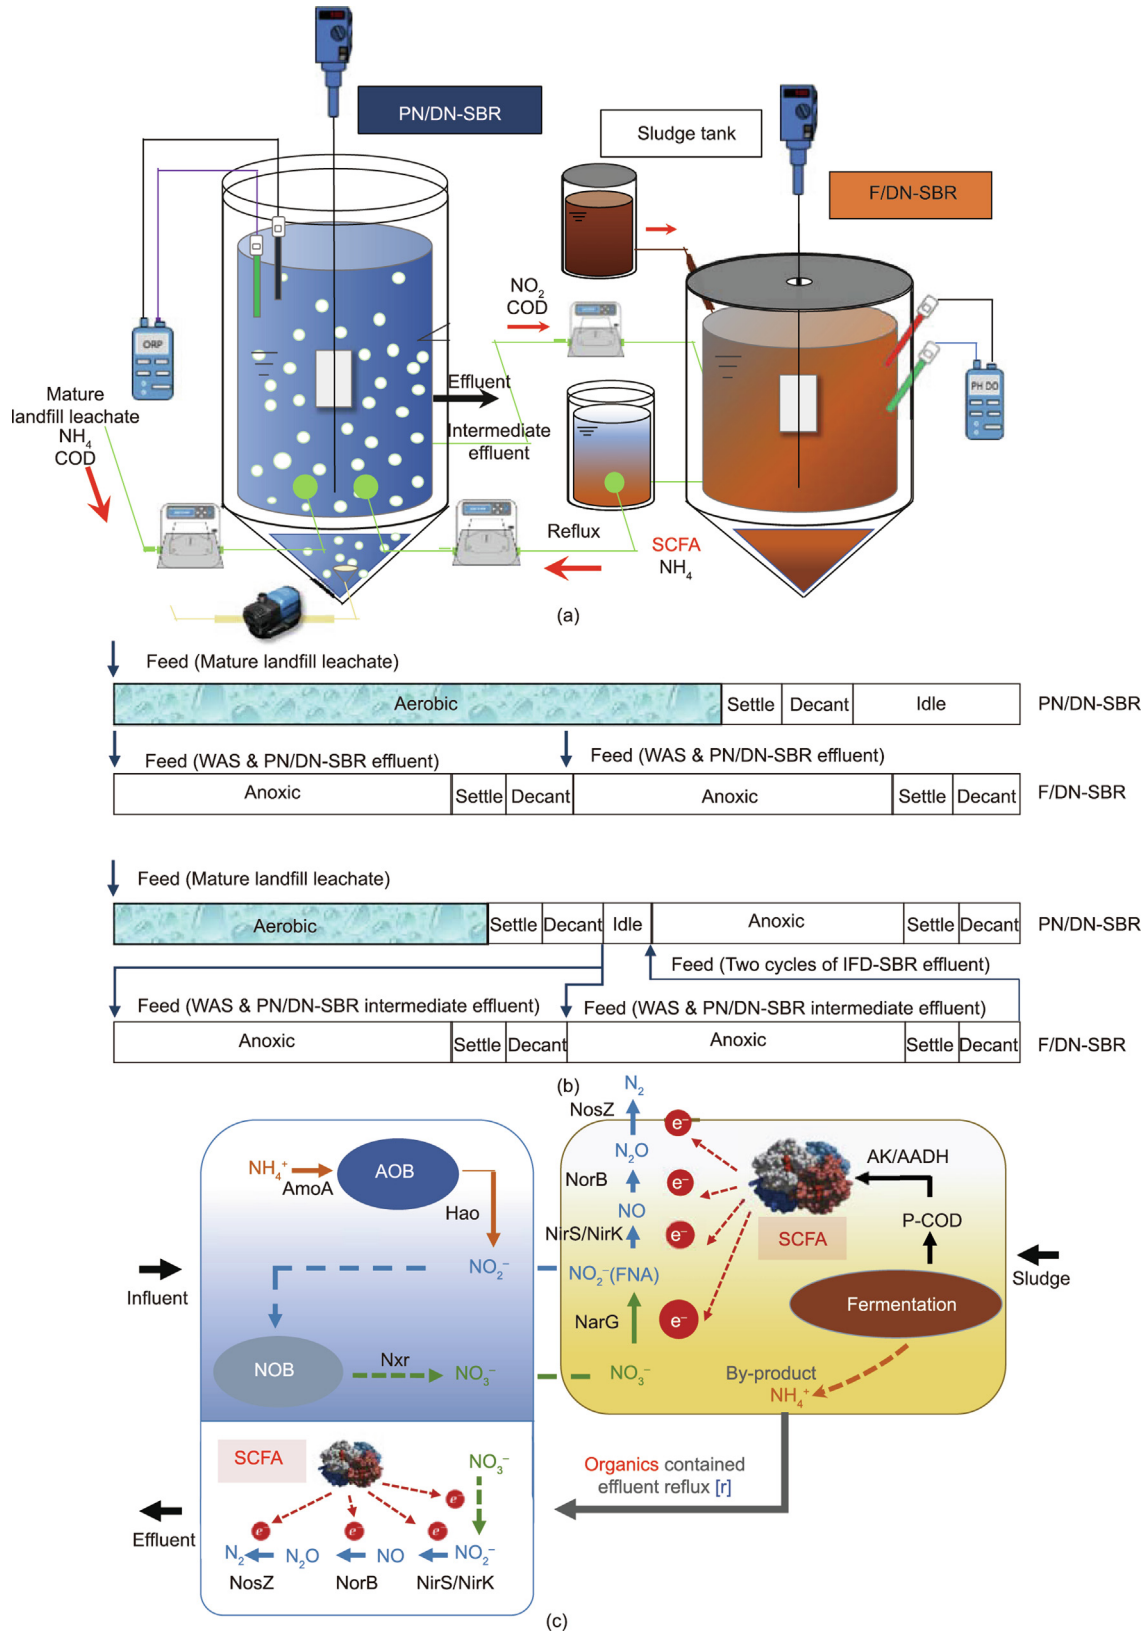 PN/DN-SBR
Sludge tank
F/DN-SBR
NO2
COD
ORP
PH DO
Effluent
Mature
landfill leachate
NH4
COD
Intermediate
effluent
Reflux
SCFA
NH4
(a)
Feed (Mature landfill leachate)
Aerobic
Settle
Decant
Idle
PN/DN-SBR
Feed (WAS & PN/DN-SBR effluent)
Feed (WAS & PN/DN-SBR effluent)
Anoxic
Settle
Decant
Anoxic
Settle
Decant
F/DN-SBR
Feed (Mature landfill leachate)
Aerobic
Settle
Decant
Idle
Anoxic
Settle
Decant
PN/DN-SBR
Feed (Two cycles of IFD-SBR effluent)
Feed (WAS & PN/DN-SBR intermediate effluent)
Feed (WAS & PN/DN-SBR intermediate effluent)
Anoxic
Settle
Decant
Anoxic
Settle
Decant
F/DN-SBR
(b)
N2
NosZ
e−
N2O
NorB
e−
NO
NirS/NirK
e−
NO2−(FNA)
NarG
e−
NO3−
AK/AADH
P-COD
SCFA
Fermentation
Sludge
By-product
NH4+
NH4+
AmoA
AOB
Hao
NO2−
Influent
NOB
Nxr
NO3−
SCFA
NO3−
e−
e−
e−
e−
N2
N2O
NO
NO2−
NosZ
NorB
NirS/NirK
Effluent
Organics contained
effluent reflux [r]
(c)